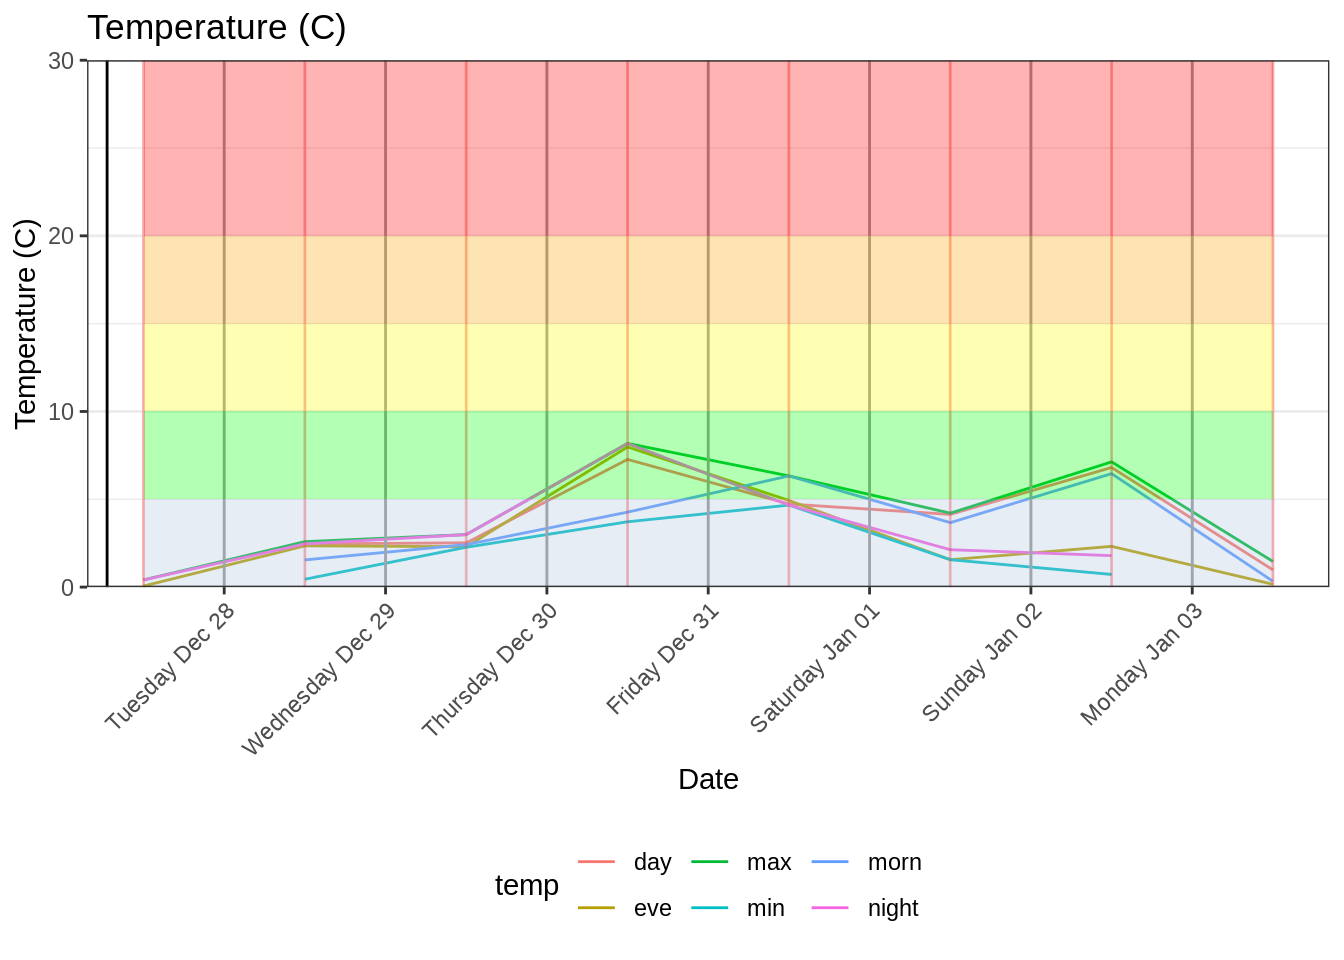 Temperature (C)
Temperature (C)
30
20
10
0
Tuesday Dec 28
Wednesday Dec 29
Thursday Dec 30
Friday Dec 31
Saturday Jan 01
Sunday Jan 02
Monday Jan 03
Date
temp
day
max
morn
eve
min
night